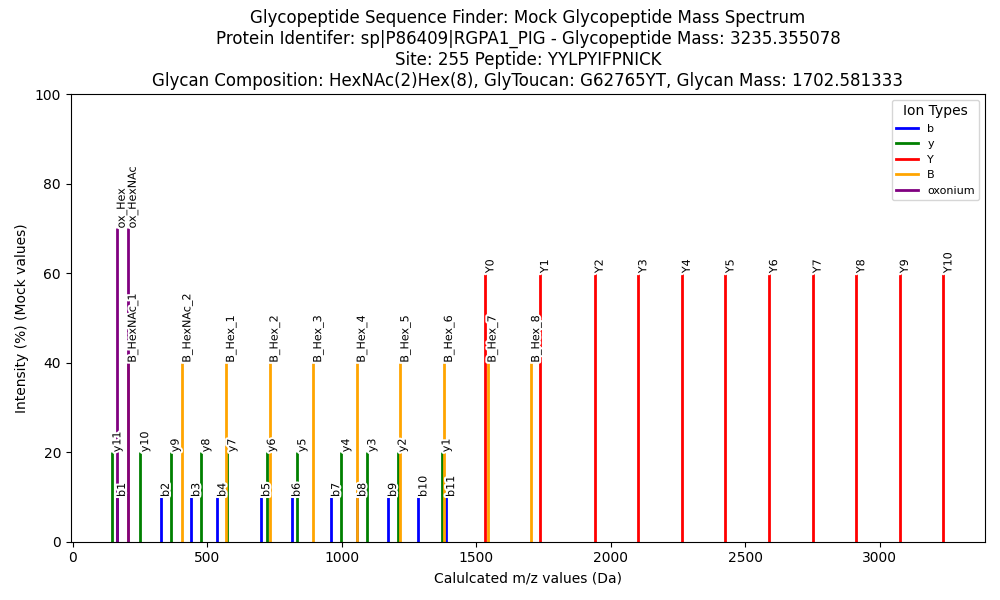 Glycopeptide Sequence Finder: Mock Glycopeptide Mass Spectrum
Protein Identifer: sp|P86409|RGPA1_PIG - Glycopeptide Mass: 3235.355078
Site: 255 Peptide: YYLPYIFPNICK
Glycan Composition: HexNAc(2)Hex(8), GlyToucan: G62765YT, Glycan Mass: 1702.581333
100
80
60
40
20
0
Intensity (%) (Mock values)
Ion Types
b
y
Y
B
oxonium
ox_Hex
ox_HexNAc
Y0
Y1
Y2
Y3
Y4
Y5
Y6
Y7
Y8
Y9
Y10
B_HexNAc_1
B_HexNAc_2
B_Hex_1
B_Hex_2
B_Hex_3
B_Hex_4
B_Hex_5
B_Hex_6
B_Hex_7
B_Hex_8
y11
y10
y9
y8
y7
y6
y5
y4
y3
y2
y1
b1
b2
b3
b4
b5
b6
b7
b8
b9
b10
b11
0
500
1000
1500
2000
2500
3000
Calulcated m/z values (Da)